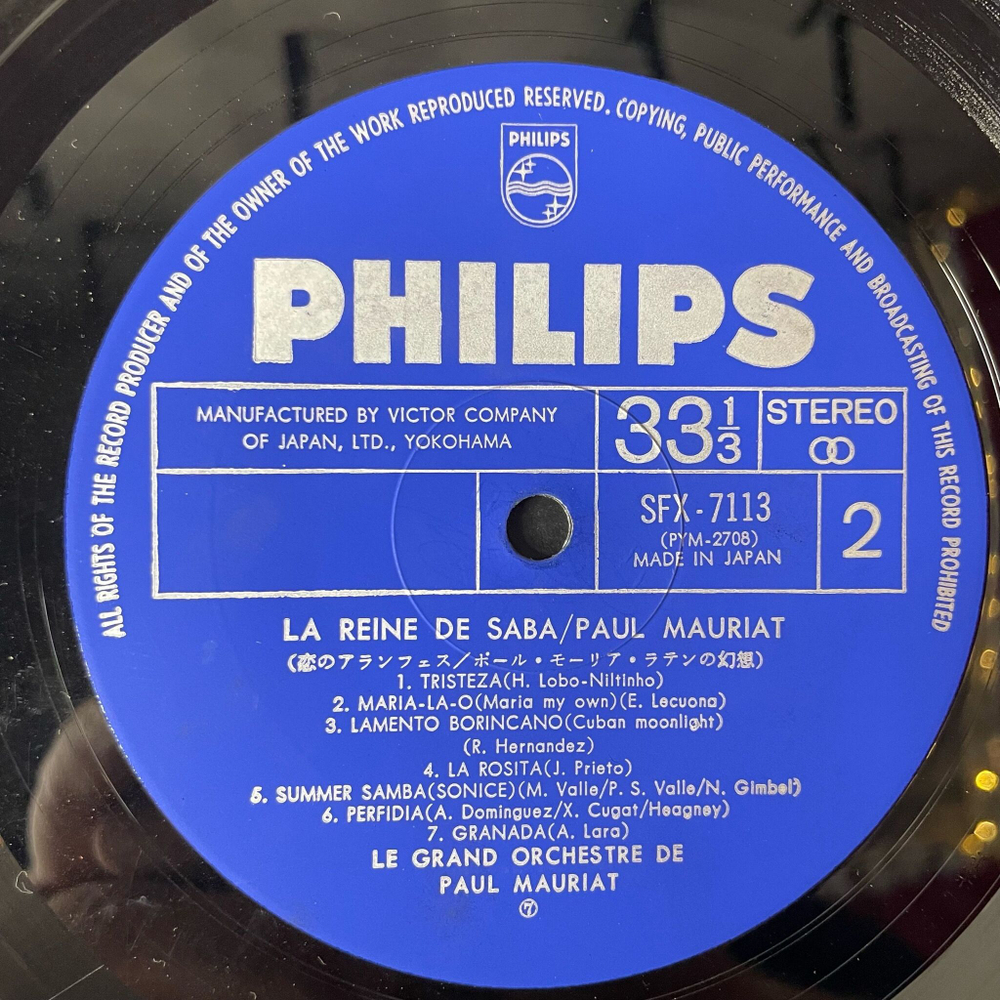 ALL RIGHTS OF THE RECORD PRODUCER AND OF THE OWNER OF THE WORK REPRODUCED RESERVED. COPYING, PUBLIC PERFORMANCE AND BROADCASTING OF THIS RECORD PROHIBITED
PHILIPS
PHILIPS
MANUFACTURED BY VICTOR COMPANY
OF JAPAN, LTD., YOKOHAMA
33 1/3
STEREO
SFX-7113
(PYM-2708)
MADE IN JAPAN
2
LA REINE DE SABA/PAUL MAURIAT
(恋のアランフェス/ポール・モーリア・ラテンの幻想)
1. TRISTEZA(H. Lobo-Niltinho)
2. MARIA-LA-O(Maria my own)(E. Lecuona)
3. LAMENTO BORINCANO(Cuban moonlight)
(R. Hernandez)
4. LA ROSITA(J. Prieto)
5. SUMMER SAMBA(SONICE)(M. Valle/P. S. Valle/N. Gimbel)
6. PERFIDIA(A. Dominguez/X. Cugat/Heagney)
7. GRANADA(A. Lara)
LE GRAND ORCHESTRE DE
PAUL MAURIAT
⑦